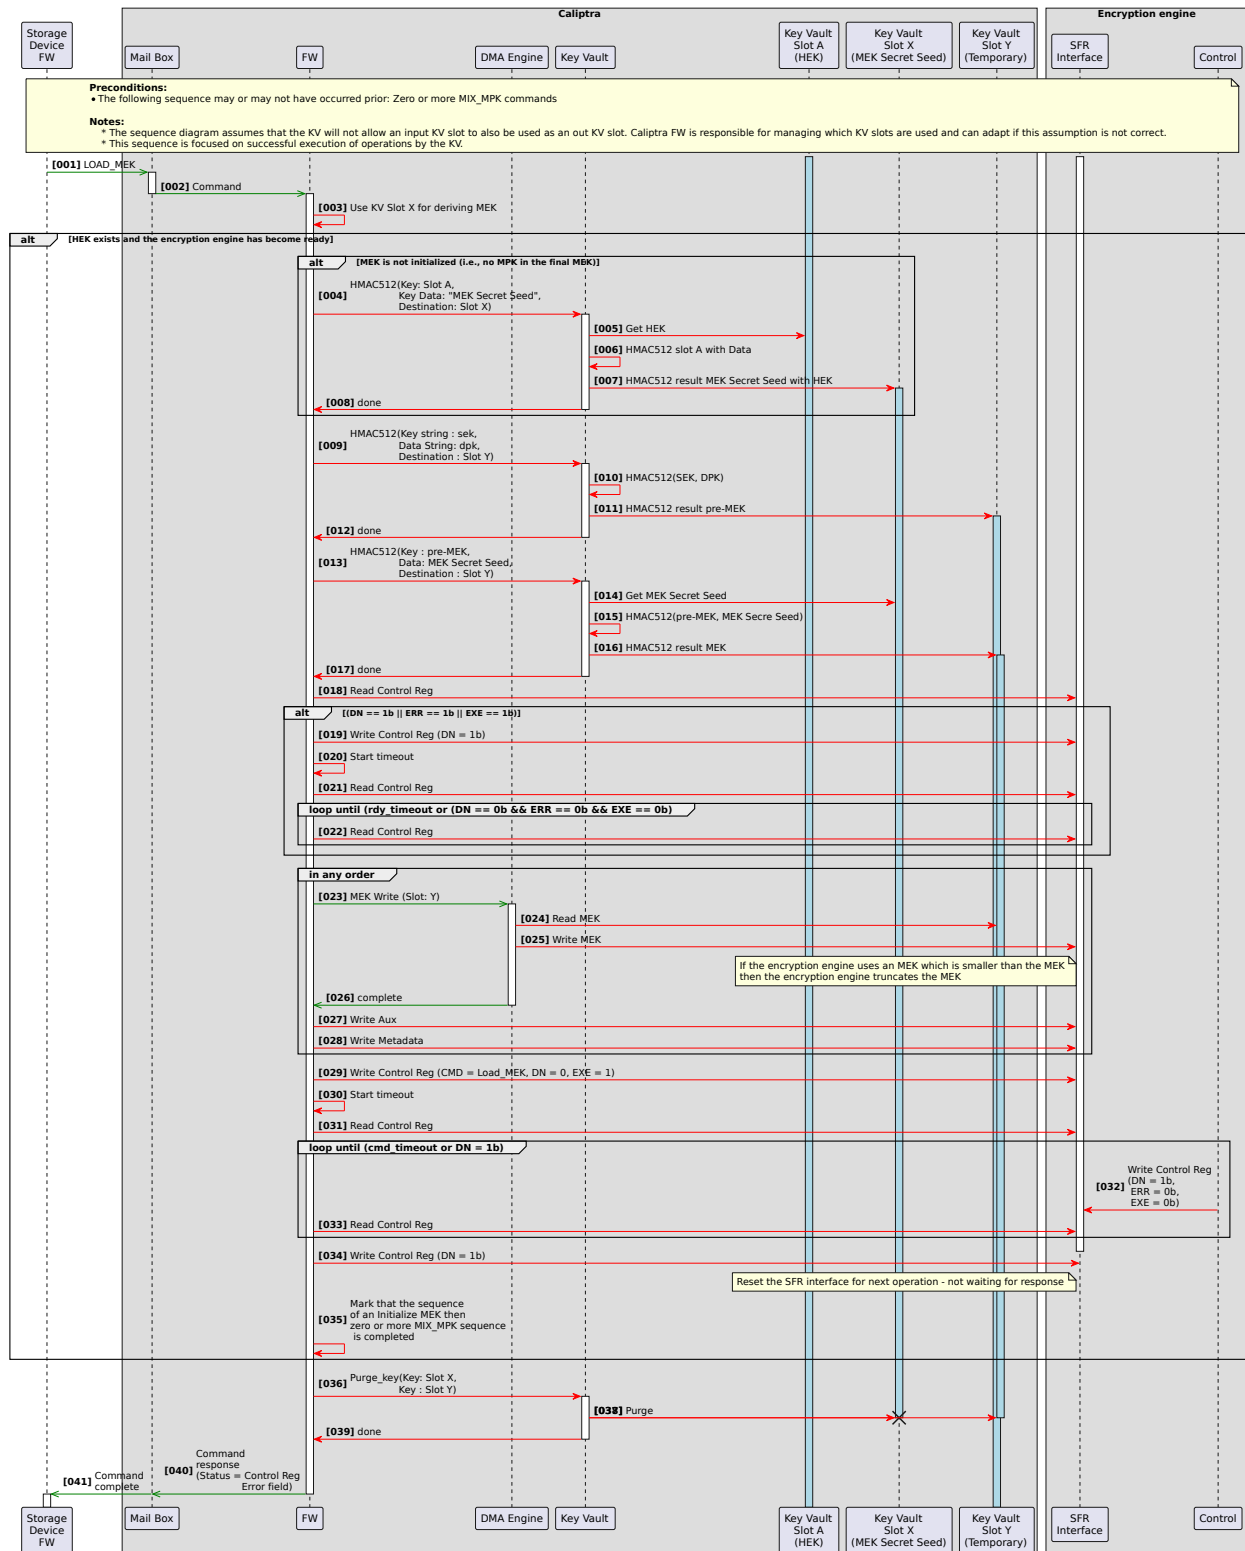 Caliptra
Encryption engine
Storage
Device
FW
Mail Box
FW
DMA Engine
Key Vault
Key Vault
Slot A
(HEK)
Key Vault
Slot X
(MEK Secret Seed)
Key Vault
Slot Y
(Temporary)
SFR
Interface
Control
Preconditions:
• The following sequence may or may not have occurred prior: Zero or more MIX_MPK commands
Notes:
* The sequence diagram assumes that the KV will not allow an input KV slot to also be used as an out KV slot. Caliptra FW is responsible for managing which KV slots are used and can adapt if this assumption is not correct.
* This sequence is focused on successful execution of operations by the KV.
[001] LOAD_MEK
[002] Command
[003] Use KV Slot X for deriving MEK
alt [HEK exists and the encryption engine has become ready]
alt [MEK is not initialized (i.e., no MPK in the final MEK)]
HMAC512(Key: Slot A,
[004] Key Data: "MEK Secret Seed",
Destination: Slot X)
[005] Get HEK
[006] HMAC512 slot A with Data
[007] HMAC512 result MEK Secret Seed with HEK
[008] done
HMAC512(Key string : sek,
[009] Data String: dpk,
Destination : Slot Y)
[010] HMAC512(SEK, DPK)
[011] HMAC512 result pre-MEK
[012] done
HMAC512(Key : pre-MEK,
[013] Data: MEK Secret Seed,
Destination : Slot Y)
[014] Get MEK Secret Seed
[015] HMAC512(pre-MEK, MEK Secre Seed)
[016] HMAC512 result MEK
[017] done
[018] Read Control Reg
alt [(DN == 1b || ERR == 1b || EXE == 1b)]
[019] Write Control Reg (DN = 1b)
[020] Start timeout
[021] Read Control Reg
loop until (rdy_timeout or (DN == 0b && ERR == 0b && EXE == 0b)
[022] Read Control Reg
in any order
[023] MEK Write (Slot: Y)
[024] Read MEK
[025] Write MEK
If the encryption engine uses an MEK which is smaller than the MEK
then the encryption engine truncates the MEK
[026] complete
[027] Write Aux
[028] Write Metadata
[029] Write Control Reg (CMD = Load_MEK, DN = 0, EXE = 1)
[030] Start timeout
[031] Read Control Reg
loop until (cmd_timeout or DN = 1b)
Write Control Reg
[032] (DN = 1b,
ERR = 0b,
EXE = 0b)
[033] Read Control Reg
[034] Write Control Reg (DN = 1b)
Reset the SFR interface for next operation - not waiting for response
Mark that the sequence
of an Initialize MEK then
[035] zero or more MIX_MPK sequence
is completed
[036] Purge_key(Key: Slot X,
Key : Slot Y)
Purge
[039] done
Command
response
[040] (Status = Control Reg
Error field)
[041] Command
complete
Storage
Device
FW
Mail Box
FW
DMA Engine
Key Vault
Key Vault
Slot A
(HEK)
Key Vault
Slot X
(MEK Secret Seed)
Key Vault
Slot Y
(Temporary)
SFR
Interface
Control